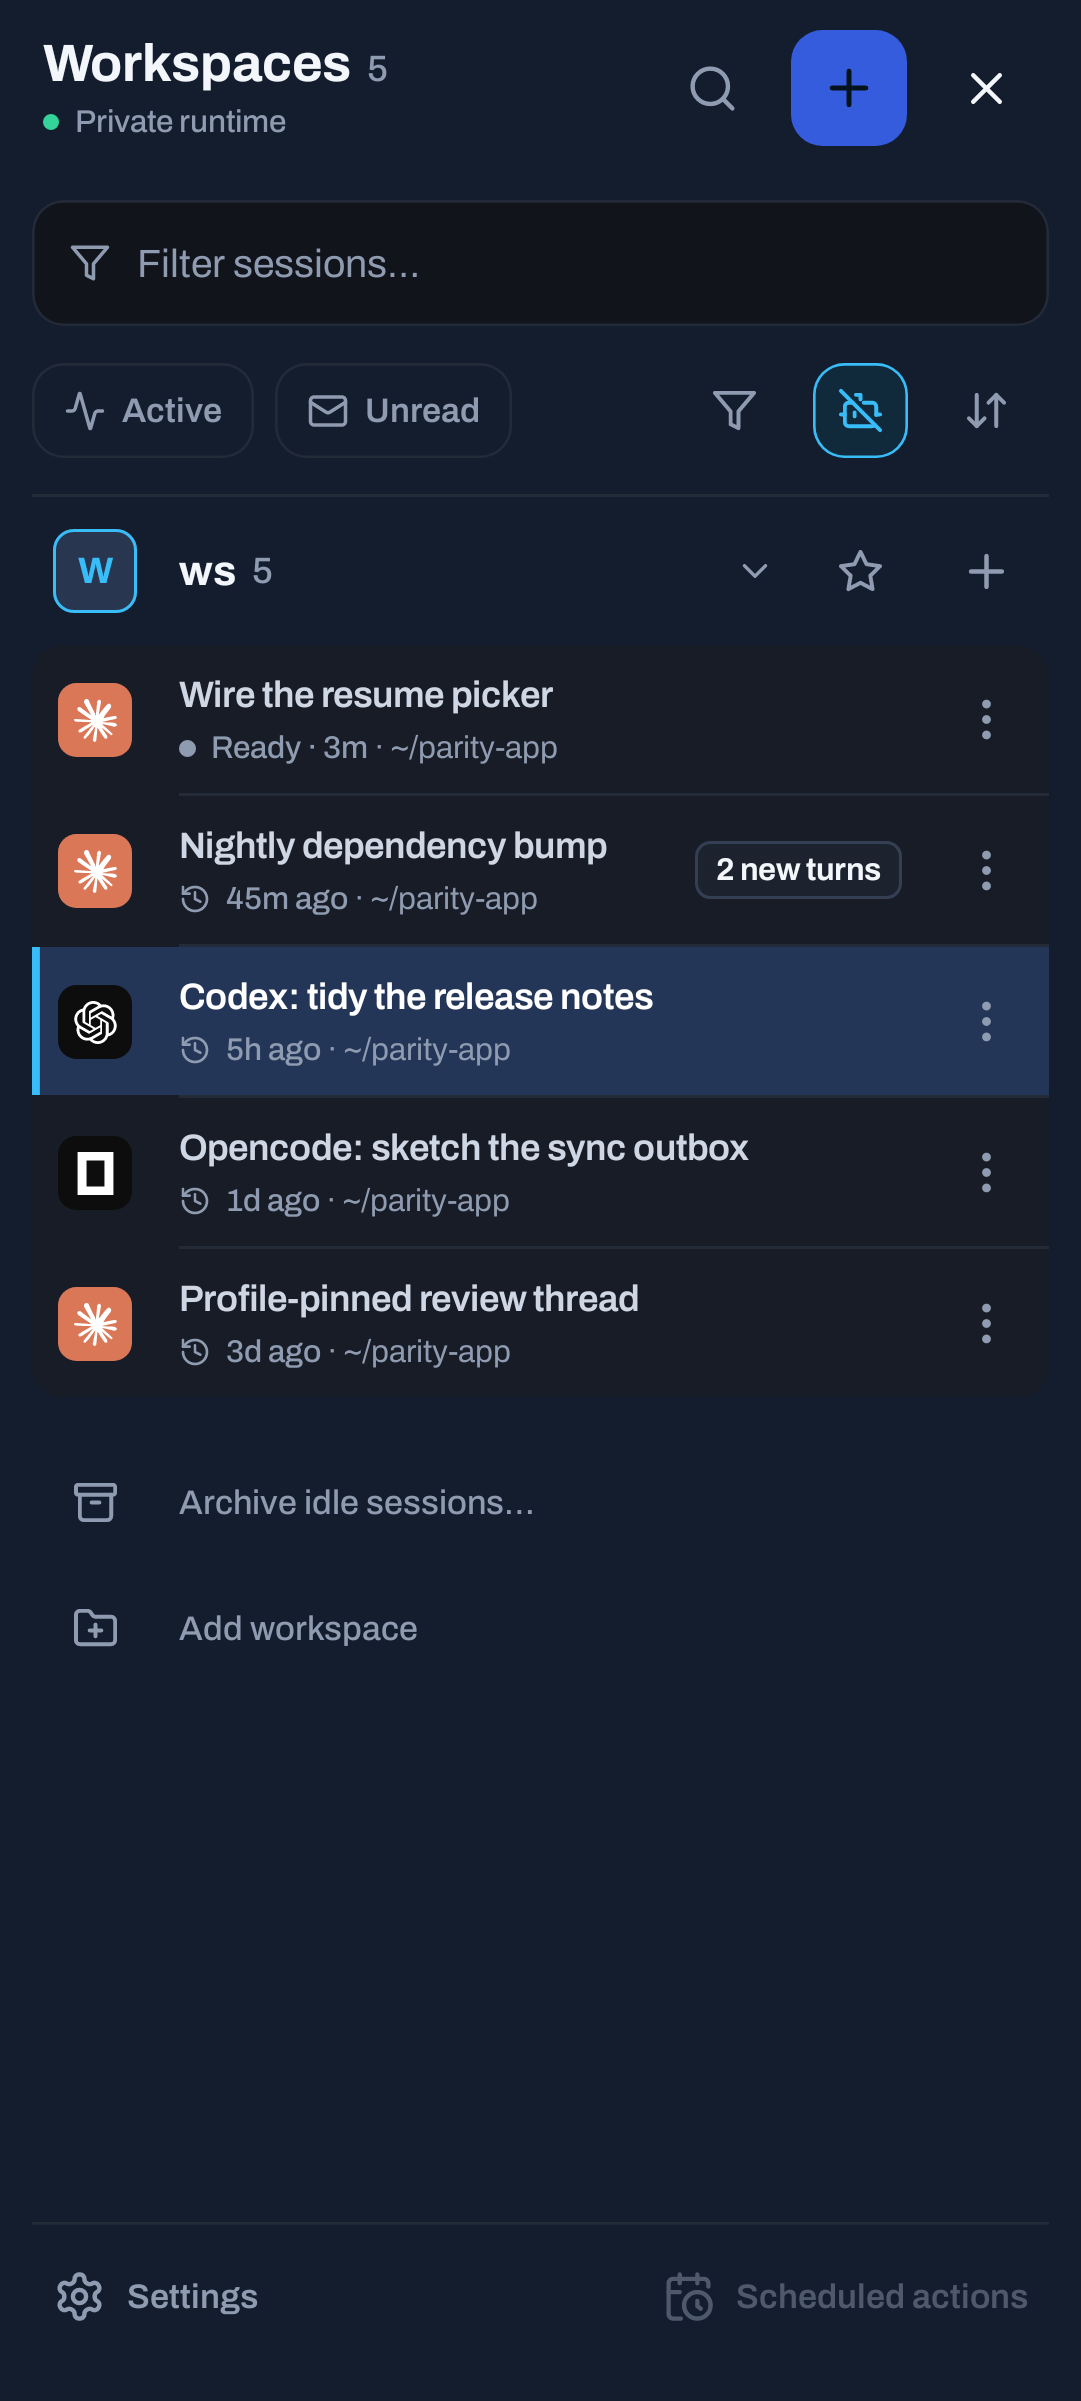 Workspaces 5
Private runtime
Filter sessions...
Active
Unread
W
ws 5
Wire the resume picker
Ready · 3m · ~/parity-app
Nightly dependency bump
2 new turns
45m ago · ~/parity-app
Codex: tidy the release notes
5h ago · ~/parity-app
Opencode: sketch the sync outbox
1d ago · ~/parity-app
Profile-pinned review thread
3d ago · ~/parity-app
Archive idle sessions...
Add workspace
Settings
Scheduled actions